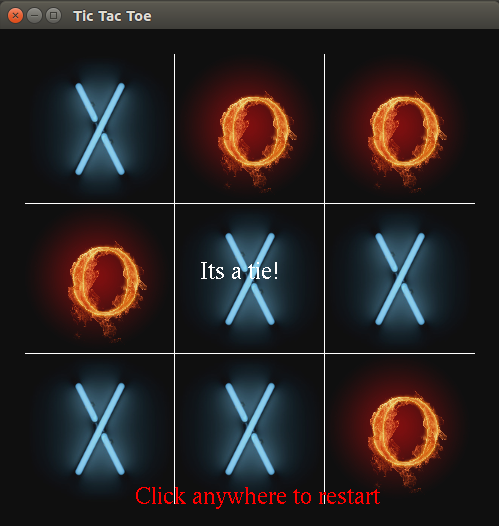 Tic Tac Toe
X O O
O X X
Its a tie!
X X O
Click anywhere to restart